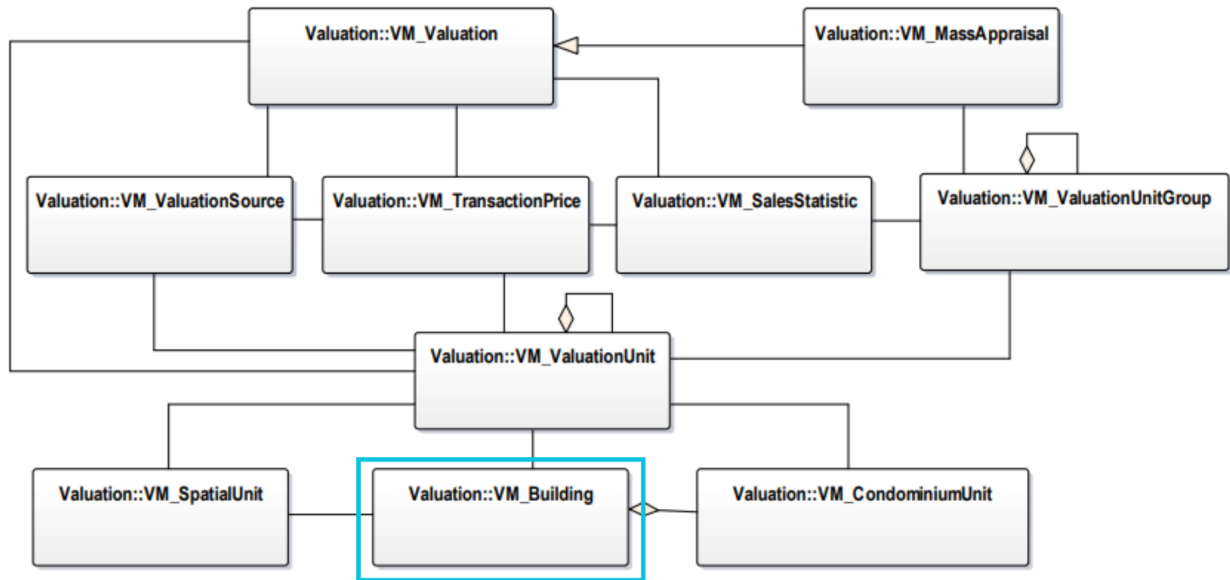 Valuation::VM_Valuation
Valuation::VM_MassAppraisal
Valuation::VM_ValuationSource
Valuation::VM_TransactionPrice
Valuation::VM_SalesStatistic
Valuation::VM_ValuationUnitGroup
Valuation::VM_ValuationUnit
Valuation::VM_SpatialUnit
Valuation::VM_Building
Valuation::VM_CondominiumUnit